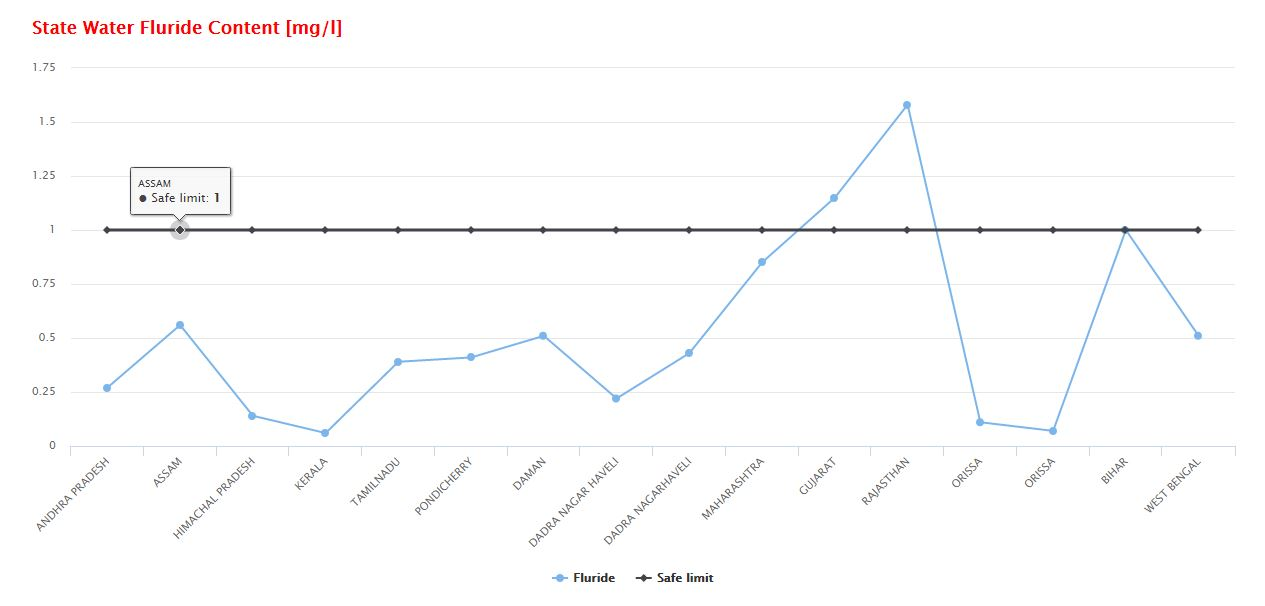 State Water Fluride Content [mg/l]
1.75
1.5
1.25
1
0.75
0.5
0.25
0
ASSAM
● Safe limit: 1
ANDHRA PRADESH
ASSAM
HIMACHAL PRADESH
KERALA
TAMILNADU
PONDICHERRY
DAMAN
DADRA NAGAR HAVELI
DADRA NAGARHAVELI
MAHARASHTRA
GUJARAT
RAJASTHAN
ORISSA
ORISSA
BIHAR
WEST BENGAL
Fluride Safe limit